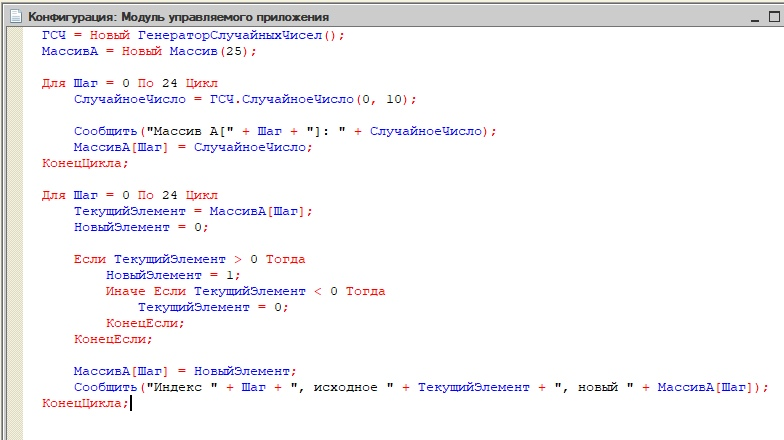 Конфигурация: Модуль управляемого приложения
ГСЧ = Новый ГенераторСлучайныхЧисел();
МассивА = Новый Массив(25);
Для Шаг = 0 По 24 Цикл
СлучайноеЧисло = ГСЧ.СлучайноеЧисло(0, 10);
Сообщить("Массив А[" + Шаг + "]: " + СлучайноеЧисло);
МассивА[Шаг] = СлучайноеЧисло;
КонецЦикла;
Для Шаг = 0 По 24 Цикл
ТекущийЭлемент = МассивА[Шаг];
НовыйЭлемент = 0;
Если ТекущийЭлемент > 0 Тогда
НовыйЭлемент = 1;
Иначе Если ТекущийЭлемент < 0 Тогда
ТекущийЭлемент = 0;
КонецЕсли;
КонецЕсли;
МассивА[Шаг] = НовыйЭлемент;
Сообщить("Индекс " + Шаг + ", исходное " + ТекущийЭлемент + ", новый " + МассивА[Шаг]);
КонецЦикла;